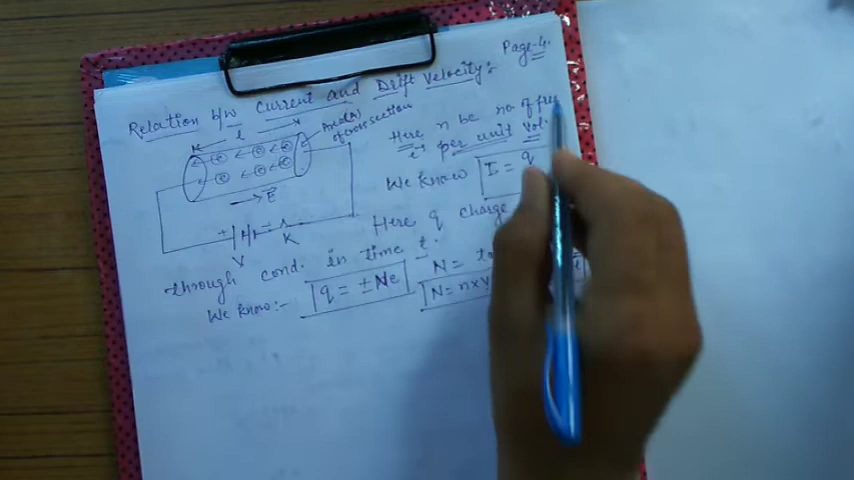 Page-4.
Relation b/w Current and Drift Velocity:-
l
Area(A)
of cross section
E
+ -
V
K
Here n be no of free
e⁻s per unit vol.
We know I = q
Here q charge
through cond. in time t.
We know:- q = ±Ne N =
N = n×V